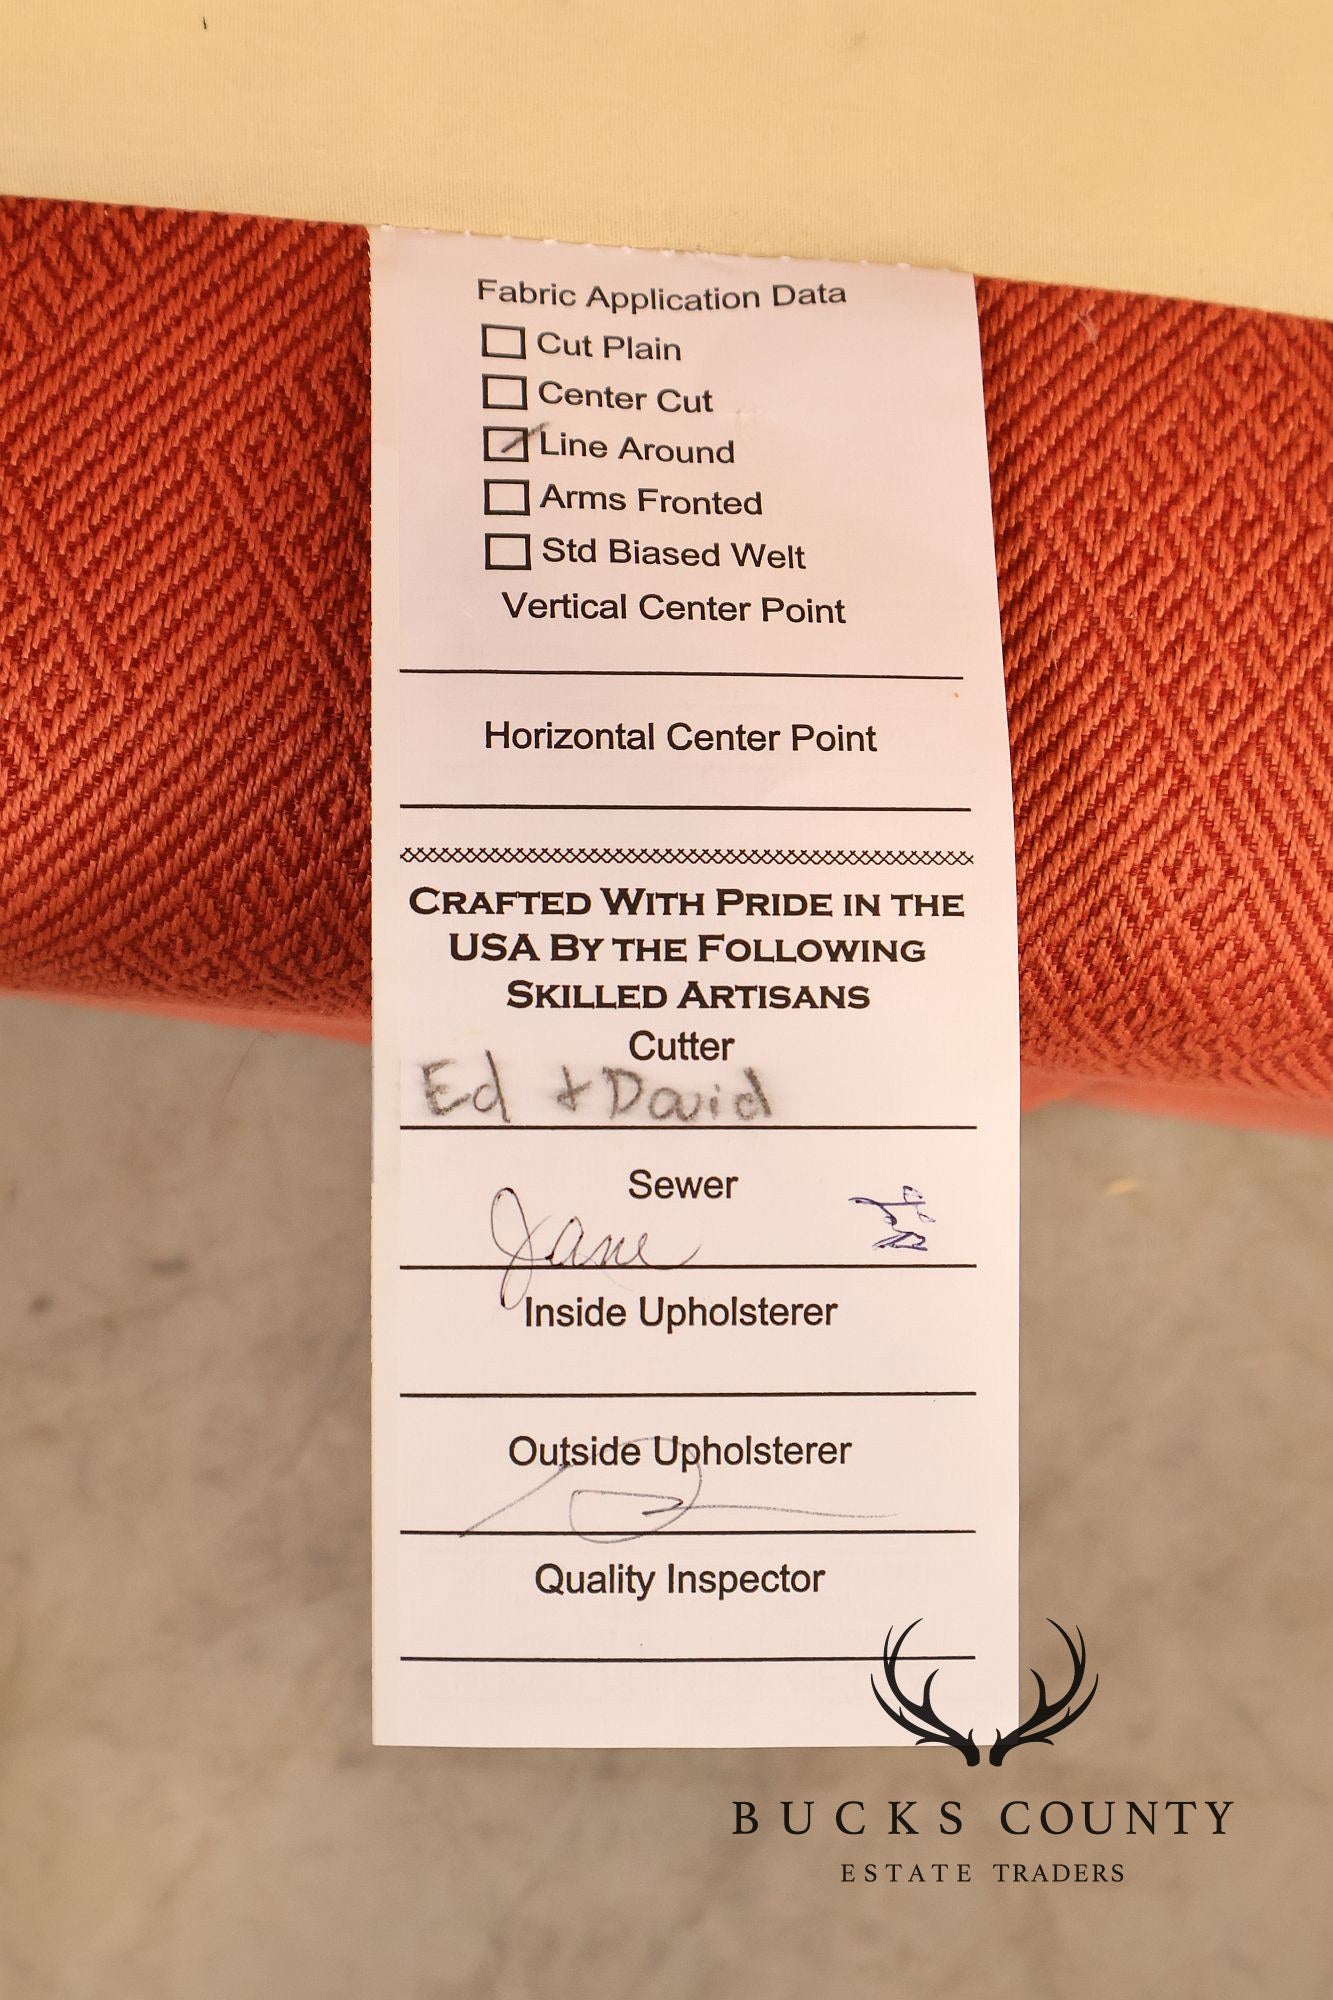 Fabric Application Data
Cut Plain
Center Cut
Line Around
Arms Fronted
Std Biased Welt
Vertical Center Point
Horizontal Center Point
CRAFTED WITH PRIDE IN THE
USA BY THE FOLLOWING
SKILLED ARTISANS
Cutter
Ed + David
Sewer
Jane
Inside Upholsterer
Outside Upholsterer
Quality Inspector
BUCKS COUNTY
ESTATE TRADERS